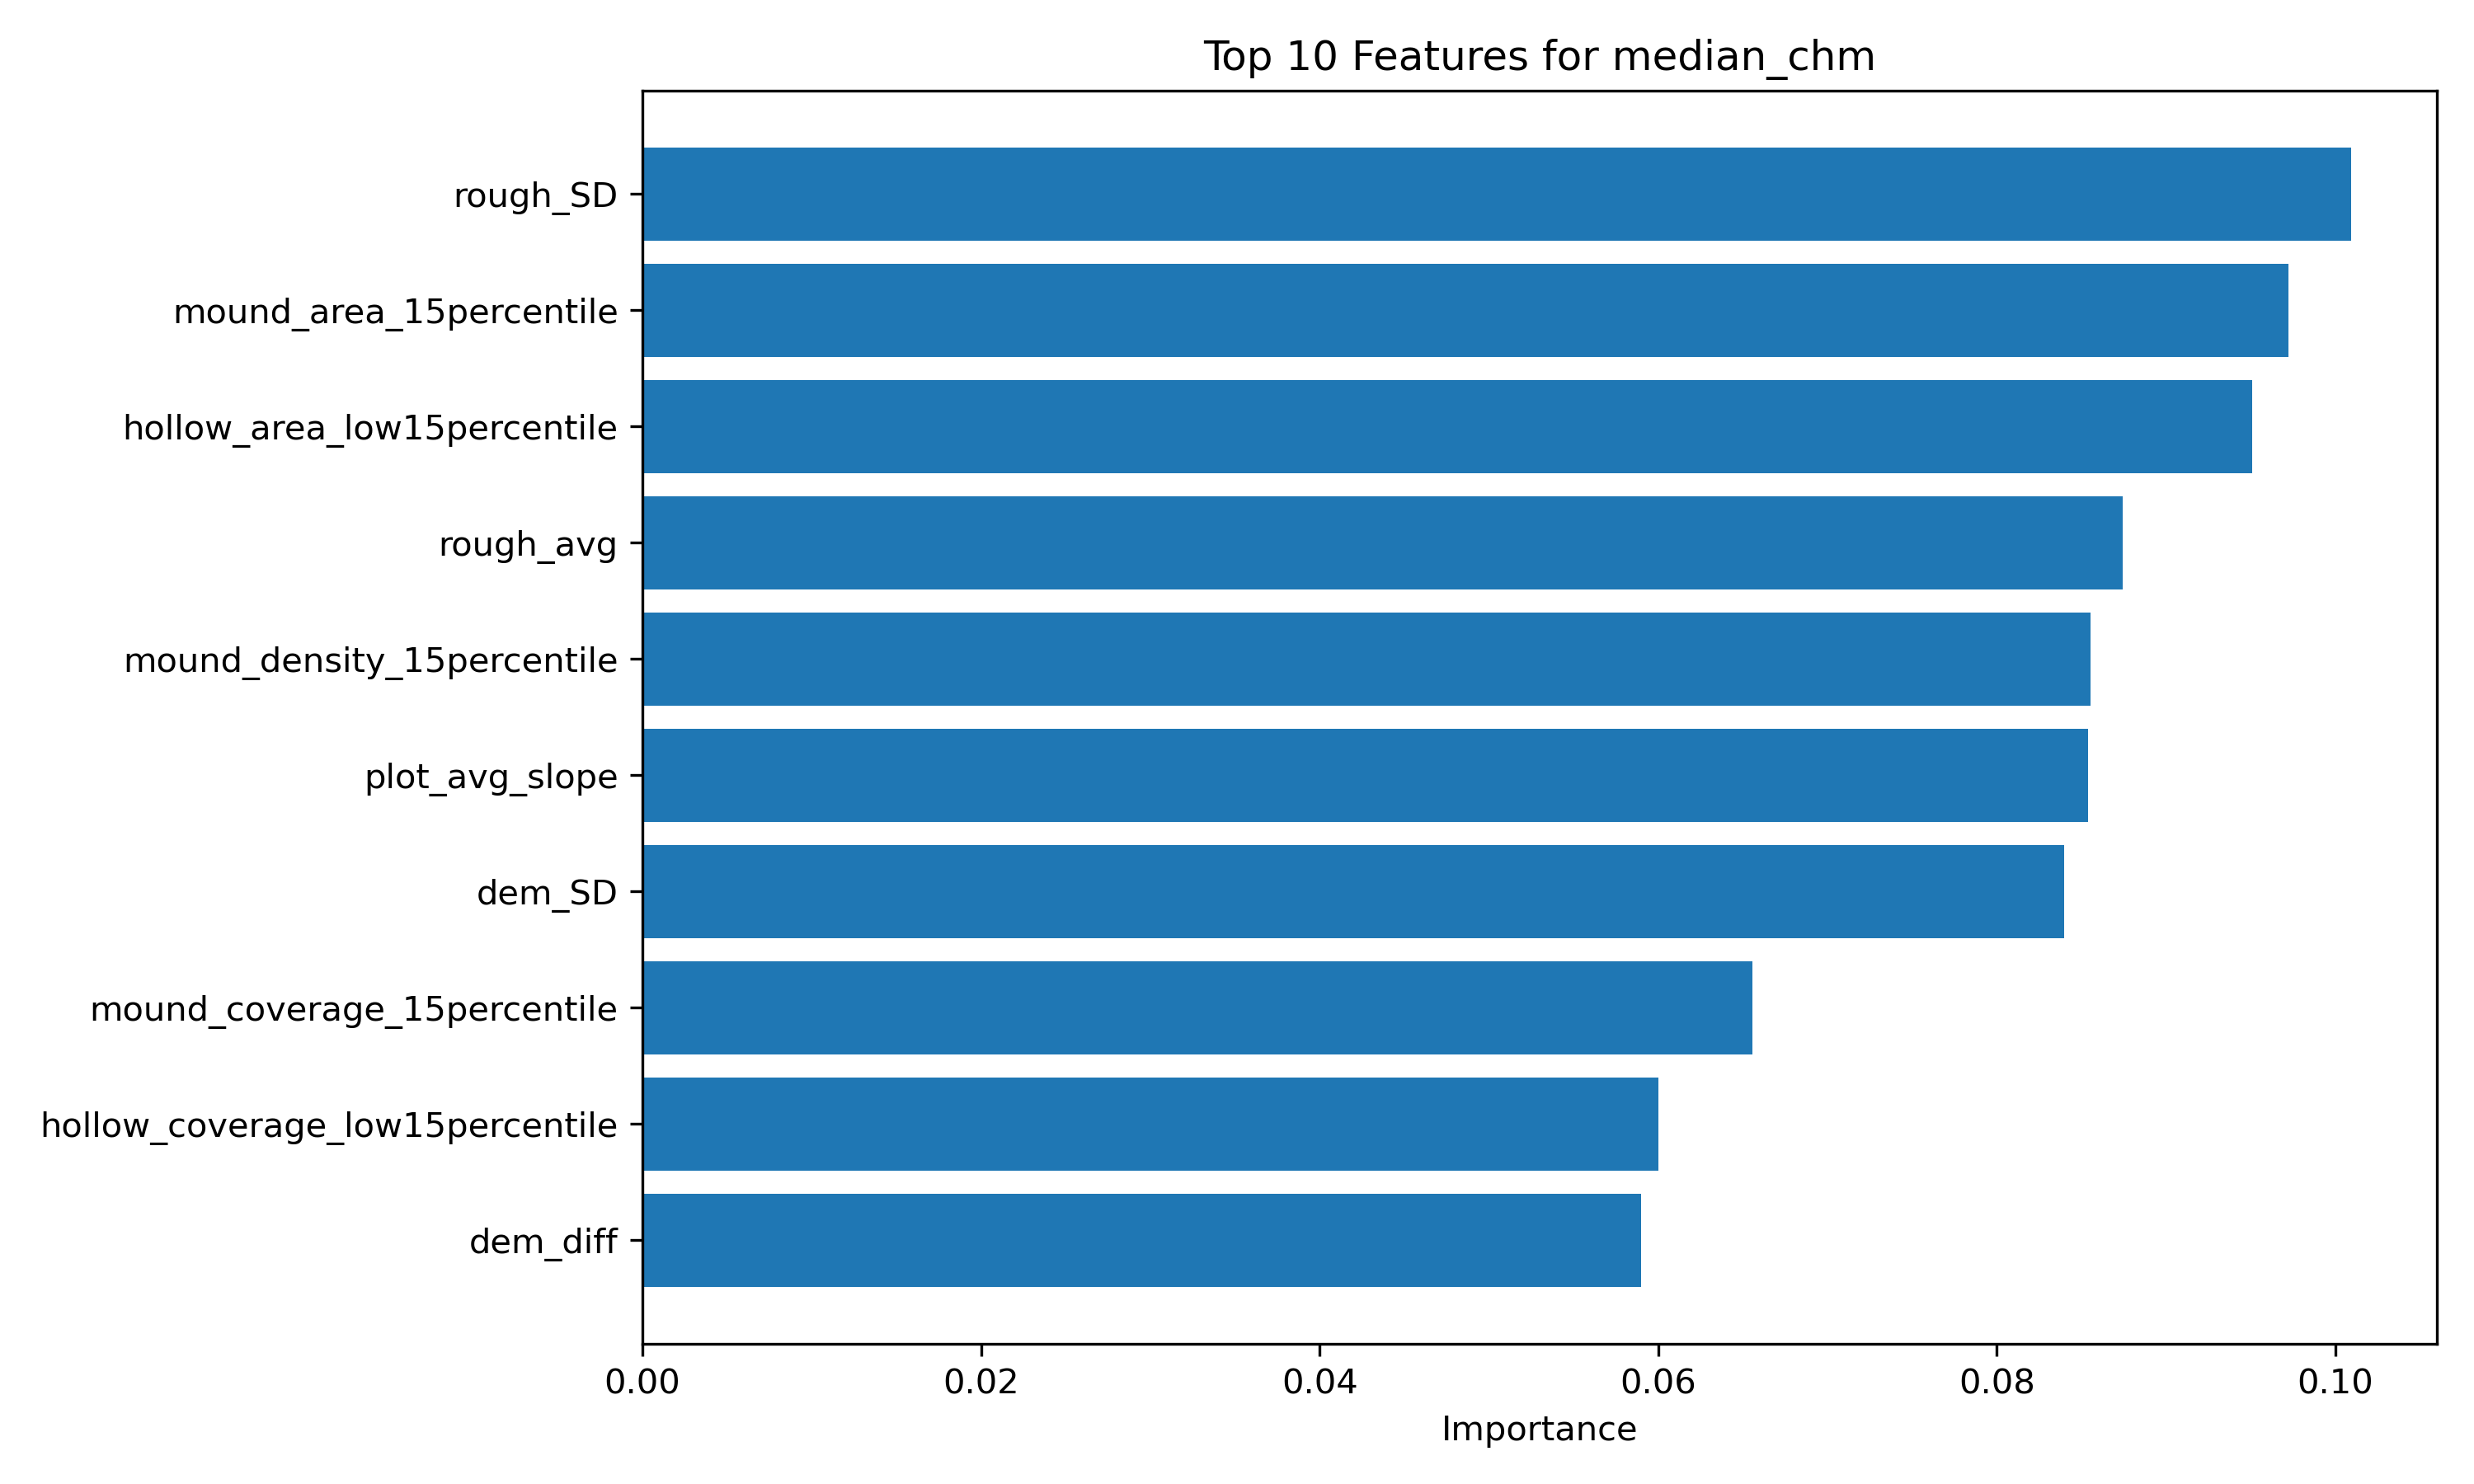 Top 10 Features for median_chm
rough_SD
mound_area_15percentile
hollow_area_low15percentile
rough_avg
mound_density_15percentile
plot_avg_slope
dem_SD
mound_coverage_15percentile
hollow_coverage_low15percentile
dem_diff
0.00 0.02 0.04 0.06 0.08 0.10
Importance